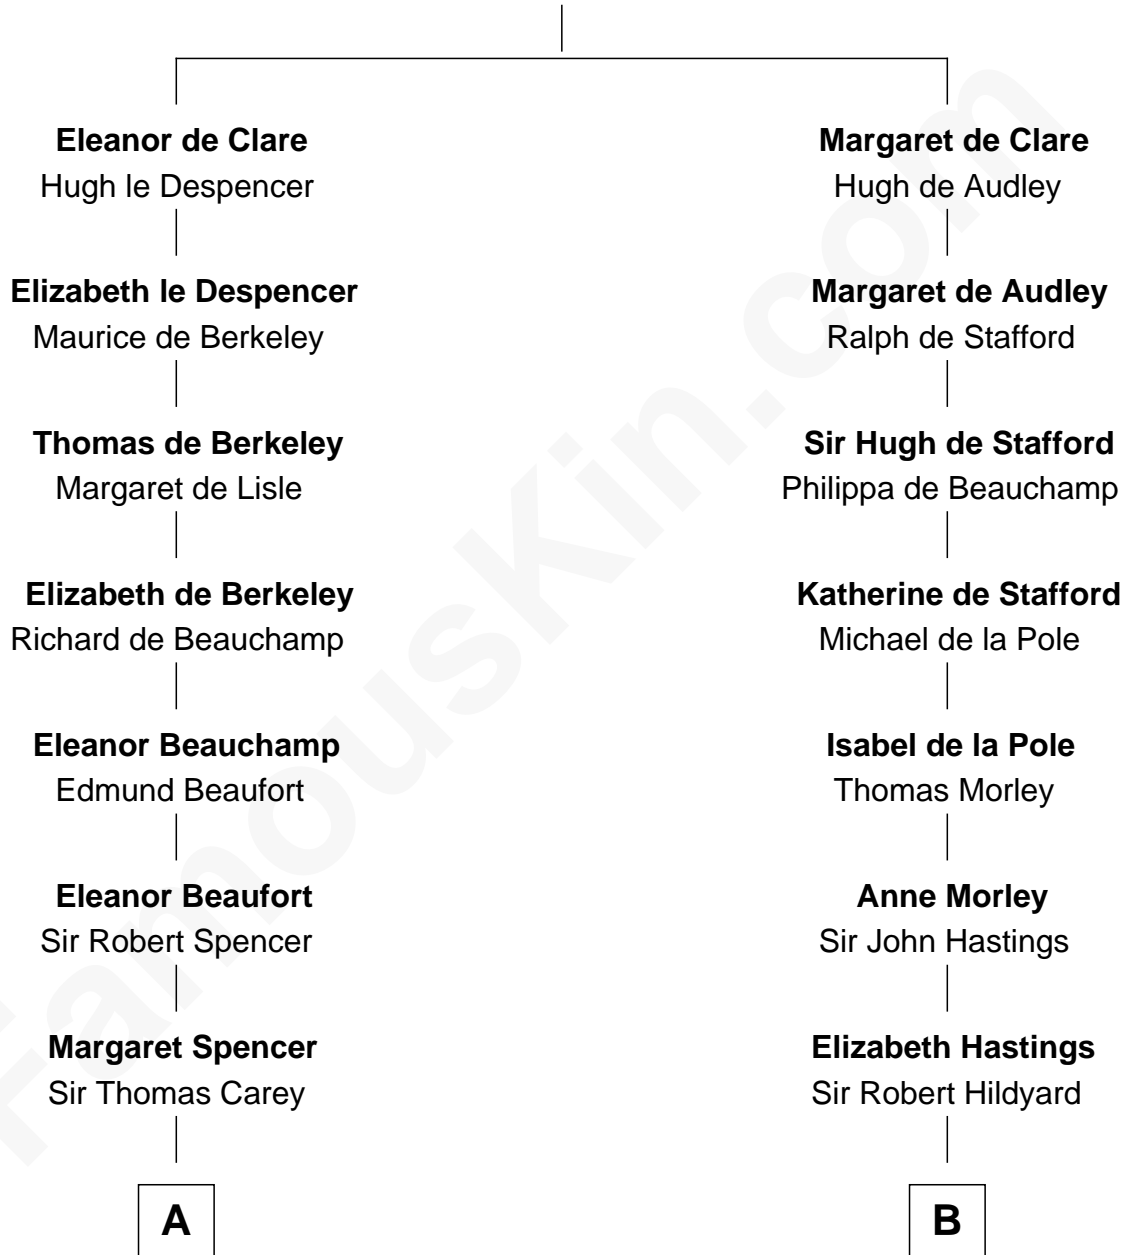 Eleanor de Clare
Hugh le Despencer
Elizabeth le Despencer
Maurice de Berkeley
Thomas de Berkeley
Margaret de Lisle
Elizabeth de Berkeley
Richard de Beauchamp
Eleanor Beauchamp
Edmund Beaufort
Eleanor Beaufort
Sir Robert Spencer
Margaret Spencer
Sir Thomas Carey
A
Margaret de Clare
Hugh de Audley
Margaret de Audley
Ralph de Stafford
Sir Hugh de Stafford
Philippa de Beauchamp
Katherine de Stafford
Michael de la Pole
Isabel de la Pole
Thomas Morley
Anne Morley
Sir John Hastings
Elizabeth Hastings
Sir Robert Hildyard
B
FamousKin.com